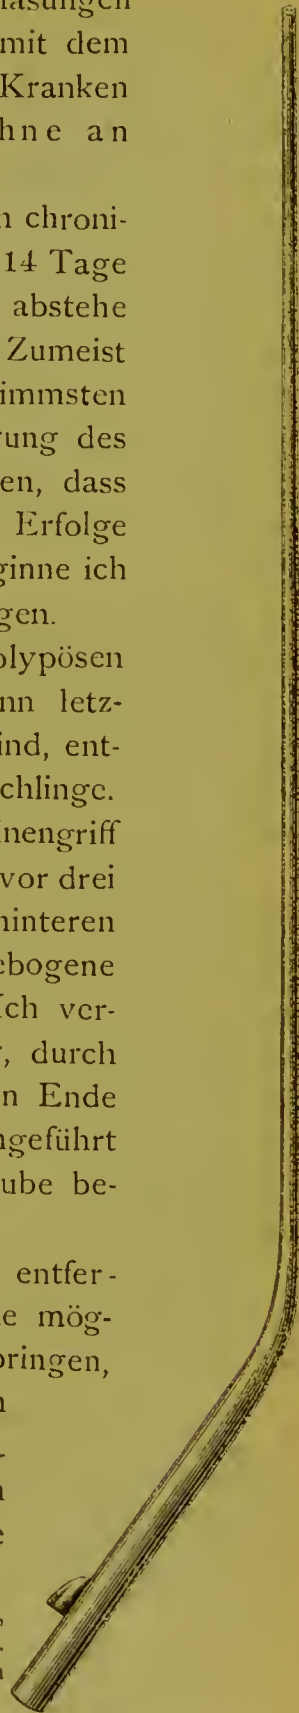 mit dem
Kranken
hne an
n chroni-
14 Tage
abstehe
Zumeist
immsten
rung des
en, dass
Erfolge
ginne ich
gen.
olypösen
nn letz-
ind, ent-
chlinge.
nengriff
vor drei
hinteren
ebogene
Ich ver-
, durch
n Ende
ngeführt
ube be-
entfer-
e mög-
bringen,
n
-
n
e